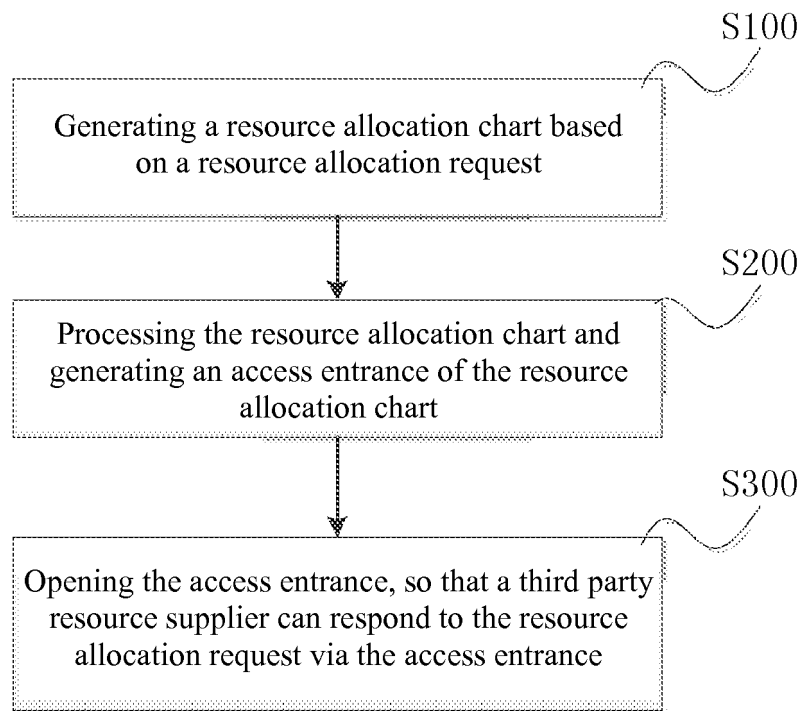 S100
Generating a resource allocation chart based
on a resource allocation request
S200
Processing the resource allocation chart and
generating an access entrance of the resource
allocation chart
S300
Opening the access entrance, so that a third party
resource supplier can respond to the resource
allocation request via the access entrance